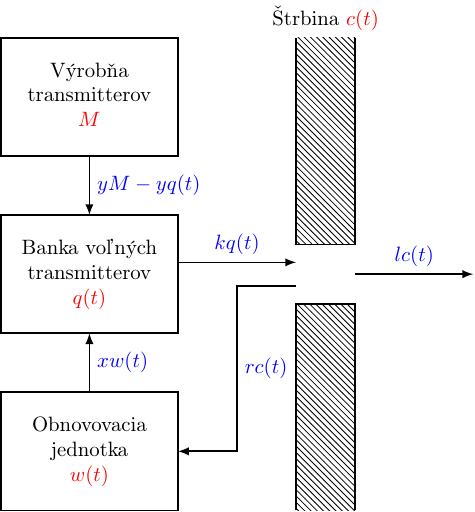 Štrbina c(t)
Výrobňa
transmitterov
M
yM − yq(t)
Banka voľných
transmitterov
q(t)
kq(t)
lc(t)
xw(t)
rc(t)
Obnovovacia
jednotka
w(t)